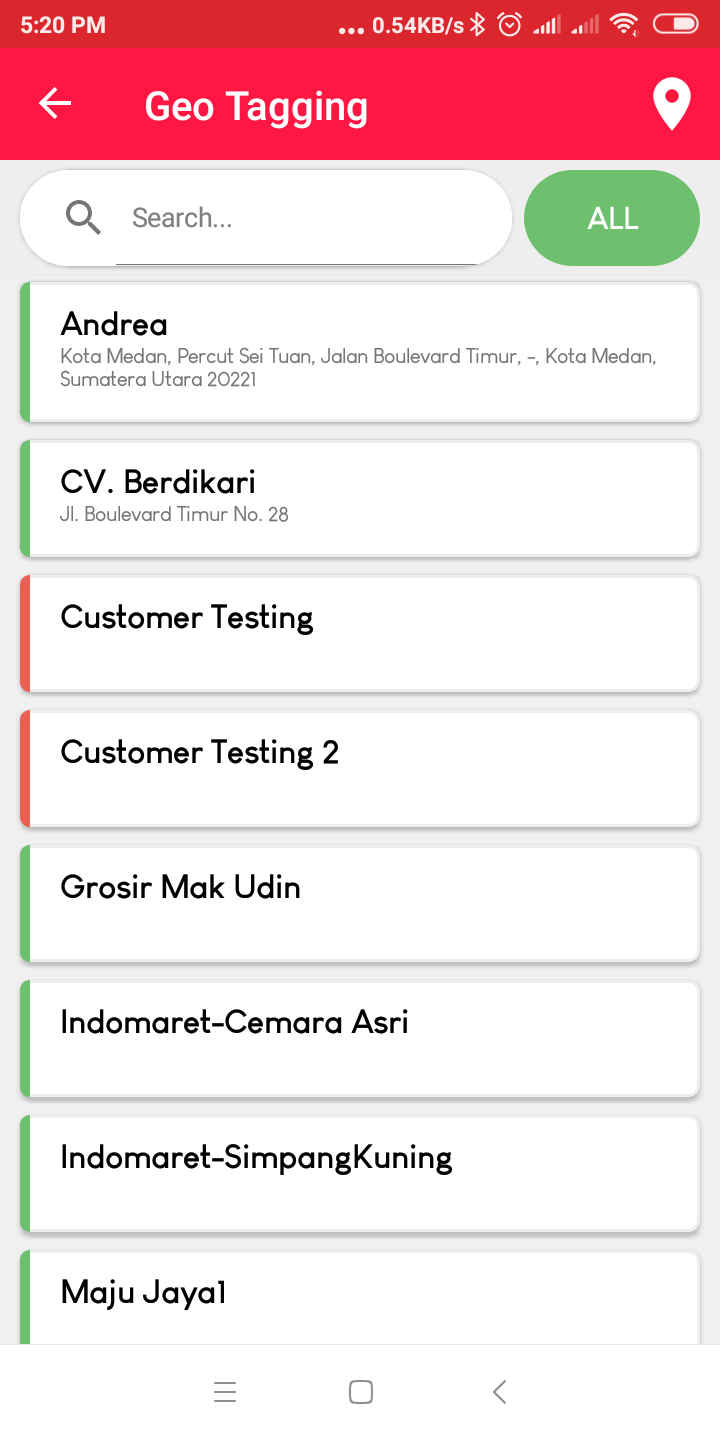 5:20 PM
... 0.54KB/s
Geo Tagging
Search...
ALL
Andrea
Kota Medan, Percut Sei Tuan, Jalan Boulevard Timur, -, Kota Medan,
Sumatera Utara 20221
CV. Berdikari
Jl. Boulevard Timur No. 28
Customer Testing
Customer Testing 2
Grosir Mak Udin
Indomaret-Cemara Asri
Indomaret-SimpangKuning
Maju Jaya1